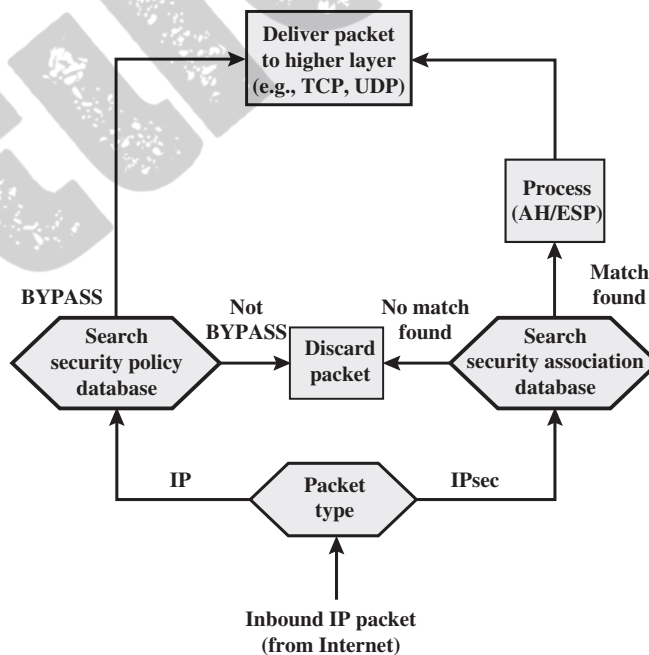 Deliver packet
to higher layer
(e.g., TCP, UDP)
Process
(AH/ESP)
BYPASS
Not
BYPASS
No match
found
Match
found
Search
security policy
database
Discard
packet
Search
security association
database
IP
Packet
type
IPsec
Inbound IP packet
(from Internet)